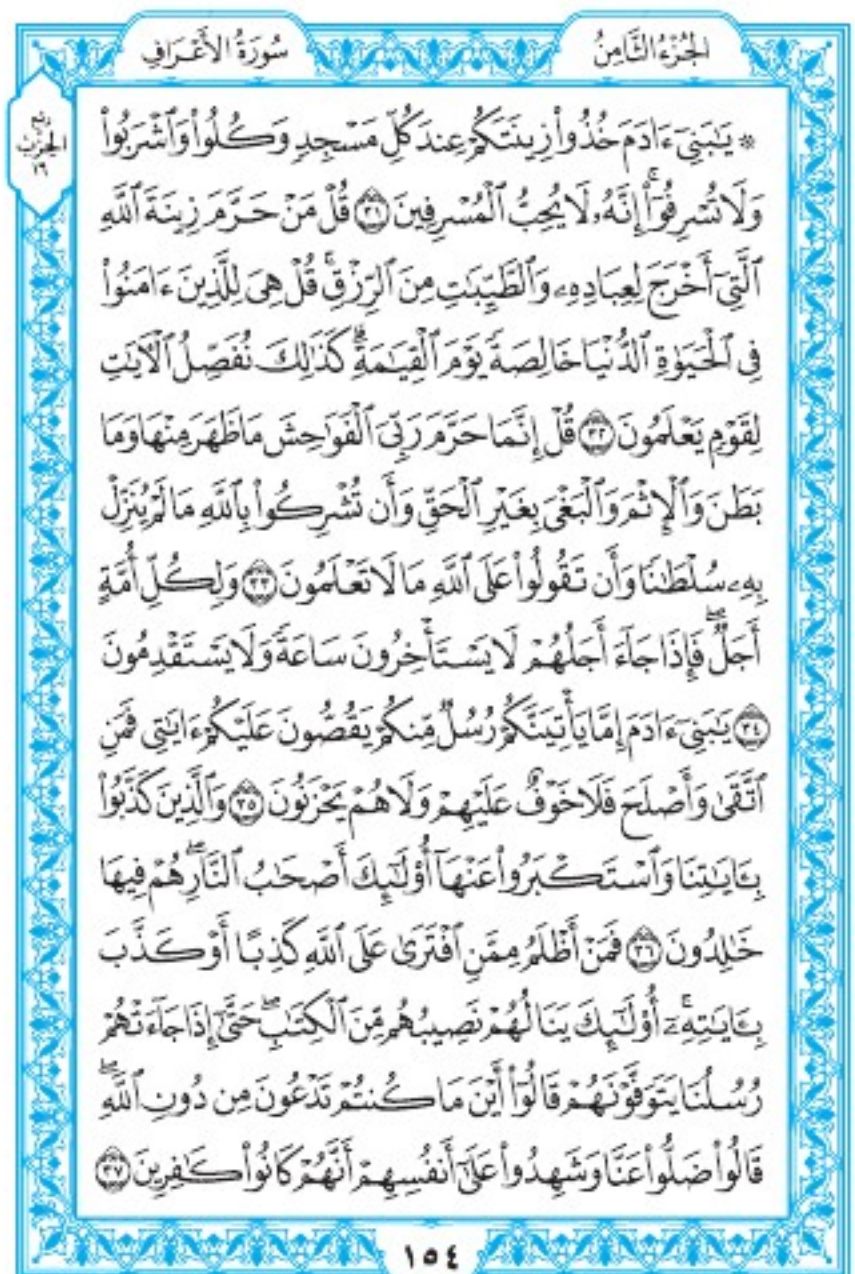 الجُزْءُ الثَّامِنُ
سُورَةُ الأَعْرَافِ
ربع
الحزب
١٦
۞ يَٰبَنِيٓ ءَادَمَ خُذُواْ زِينَتَكُمۡ عِندَ كُلِّ مَسۡجِدٖ وَكُلُواْ وَٱشۡرَبُواْ
وَلَا تُسۡرِفُوٓاْۚ إِنَّهُۥ لَا يُحِبُّ ٱلۡمُسۡرِفِينَ ٣١ قُلۡ مَنۡ حَرَّمَ زِينَةَ ٱللَّهِ
ٱلَّتِيٓ أَخۡرَجَ لِعِبَادِهِۦ وَٱلطَّيِّبَٰتِ مِنَ ٱلرِّزۡقِۚ قُلۡ هِيَ لِلَّذِينَ ءَامَنُواْ
فِي ٱلۡحَيَوٰةِ ٱلدُّنۡيَا خَالِصَةٗ يَوۡمَ ٱلۡقِيَٰمَةِۗ كَذَٰلِكَ نُفَصِّلُ ٱلۡأٓيَٰتِ
لِقَوۡمٖ يَعۡلَمُونَ ٣٢ قُلۡ إِنَّمَا حَرَّمَ رَبِّيَ ٱلۡفَوَٰحِشَ مَا ظَهَرَ مِنۡهَا وَمَا
بَطَنَ وَٱلۡإِثۡمَ وَٱلۡبَغۡيَ بِغَيۡرِ ٱلۡحَقِّ وَأَن تُشۡرِكُواْ بِٱللَّهِ مَا لَمۡ يُنَزِّلۡ
بِهِۦ سُلۡطَٰنٗا وَأَن تَقُولُواْ عَلَى ٱللَّهِ مَا لَا تَعۡلَمُونَ ٣٣ وَلِكُلِّ أُمَّةٍ
أَجَلٞۖ فَإِذَا جَآءَ أَجَلُهُمۡ لَا يَسۡتَأۡخِرُونَ سَاعَةٗ وَلَا يَسۡتَقۡدِمُونَ
٣٤ يَٰبَنِيٓ ءَادَمَ إِمَّا يَأۡتِيَنَّكُمۡ رُسُلٞ مِّنكُمۡ يَقُصُّونَ عَلَيۡكُمۡ ءَايَٰتِي فَمَنِ
ٱتَّقَىٰ وَأَصۡلَحَ فَلَا خَوۡفٌ عَلَيۡهِمۡ وَلَا هُمۡ يَحۡزَنُونَ ٣٥ وَٱلَّذِينَ كَذَّبُواْ
بِـَٔايَٰتِنَا وَٱسۡتَكۡبَرُواْ عَنۡهَآ أُوْلَٰٓئِكَ أَصۡحَٰبُ ٱلنَّارِۖ هُمۡ فِيهَا
خَٰلِدُونَ ٣٦ فَمَنۡ أَظۡلَمُ مِمَّنِ ٱفۡتَرَىٰ عَلَى ٱللَّهِ كَذِبًا أَوۡ كَذَّبَ
بِـَٔايَٰتِهِۦٓۚ أُوْلَٰٓئِكَ يَنَالُهُمۡ نَصِيبُهُم مِّنَ ٱلۡكِتَٰبِۖ حَتَّىٰٓ إِذَا جَآءَتۡهُمۡ
رُسُلُنَا يَتَوَفَّوۡنَهُمۡ قَالُوٓاْ أَيۡنَ مَا كُنتُمۡ تَدۡعُونَ مِن دُونِ ٱللَّهِۖ
قَالُواْ ضَلُّواْ عَنَّا وَشَهِدُواْ عَلَىٰٓ أَنفُسِهِمۡ أَنَّهُمۡ كَانُواْ كَٰفِرِينَ ٣٧
١٥٤